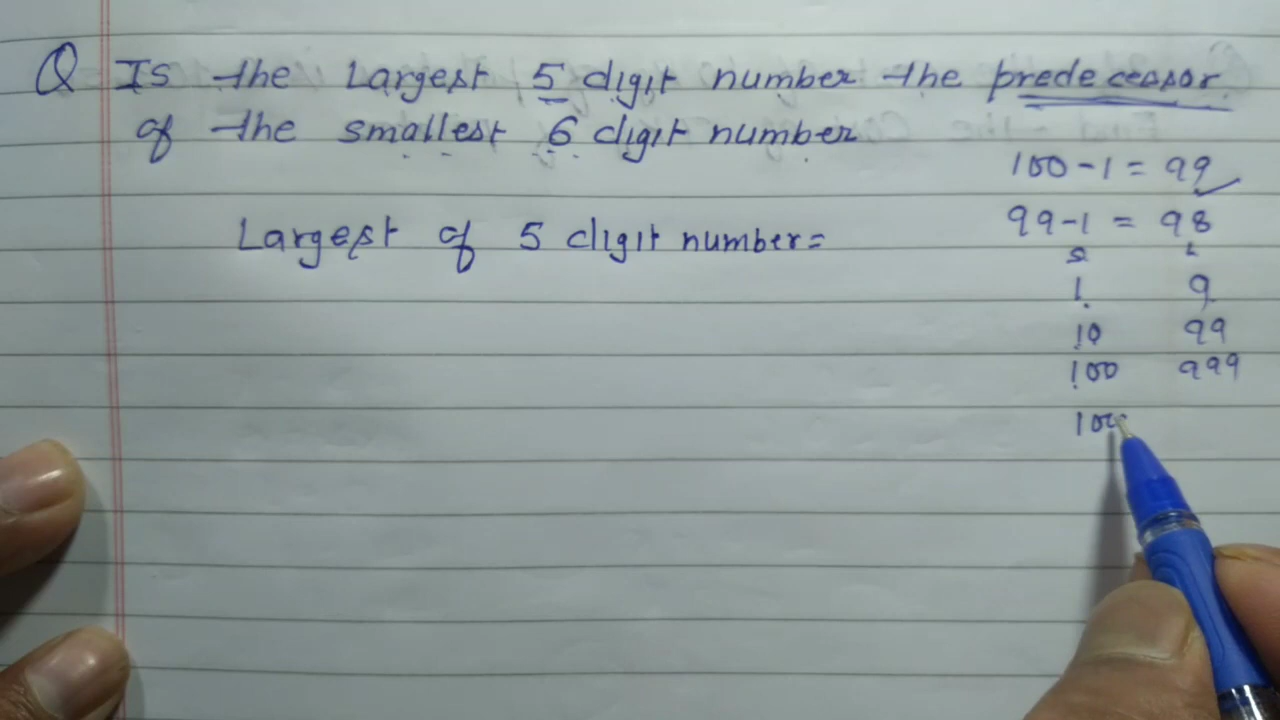 Q Is the Largest 5 digit number the predecessor
of the smallest 6 digit number
100 - 1 = 99
Largest of 5 digit number =
99 - 1 = 98
S L
1 9
10 99
100 999
100